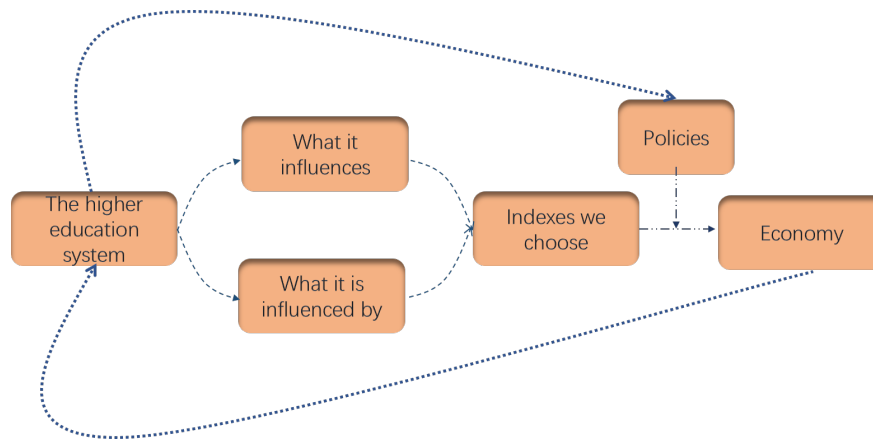 The higher
education
system
What it
influences
What it is
influenced by
Indexes we
choose
Policies
Economy